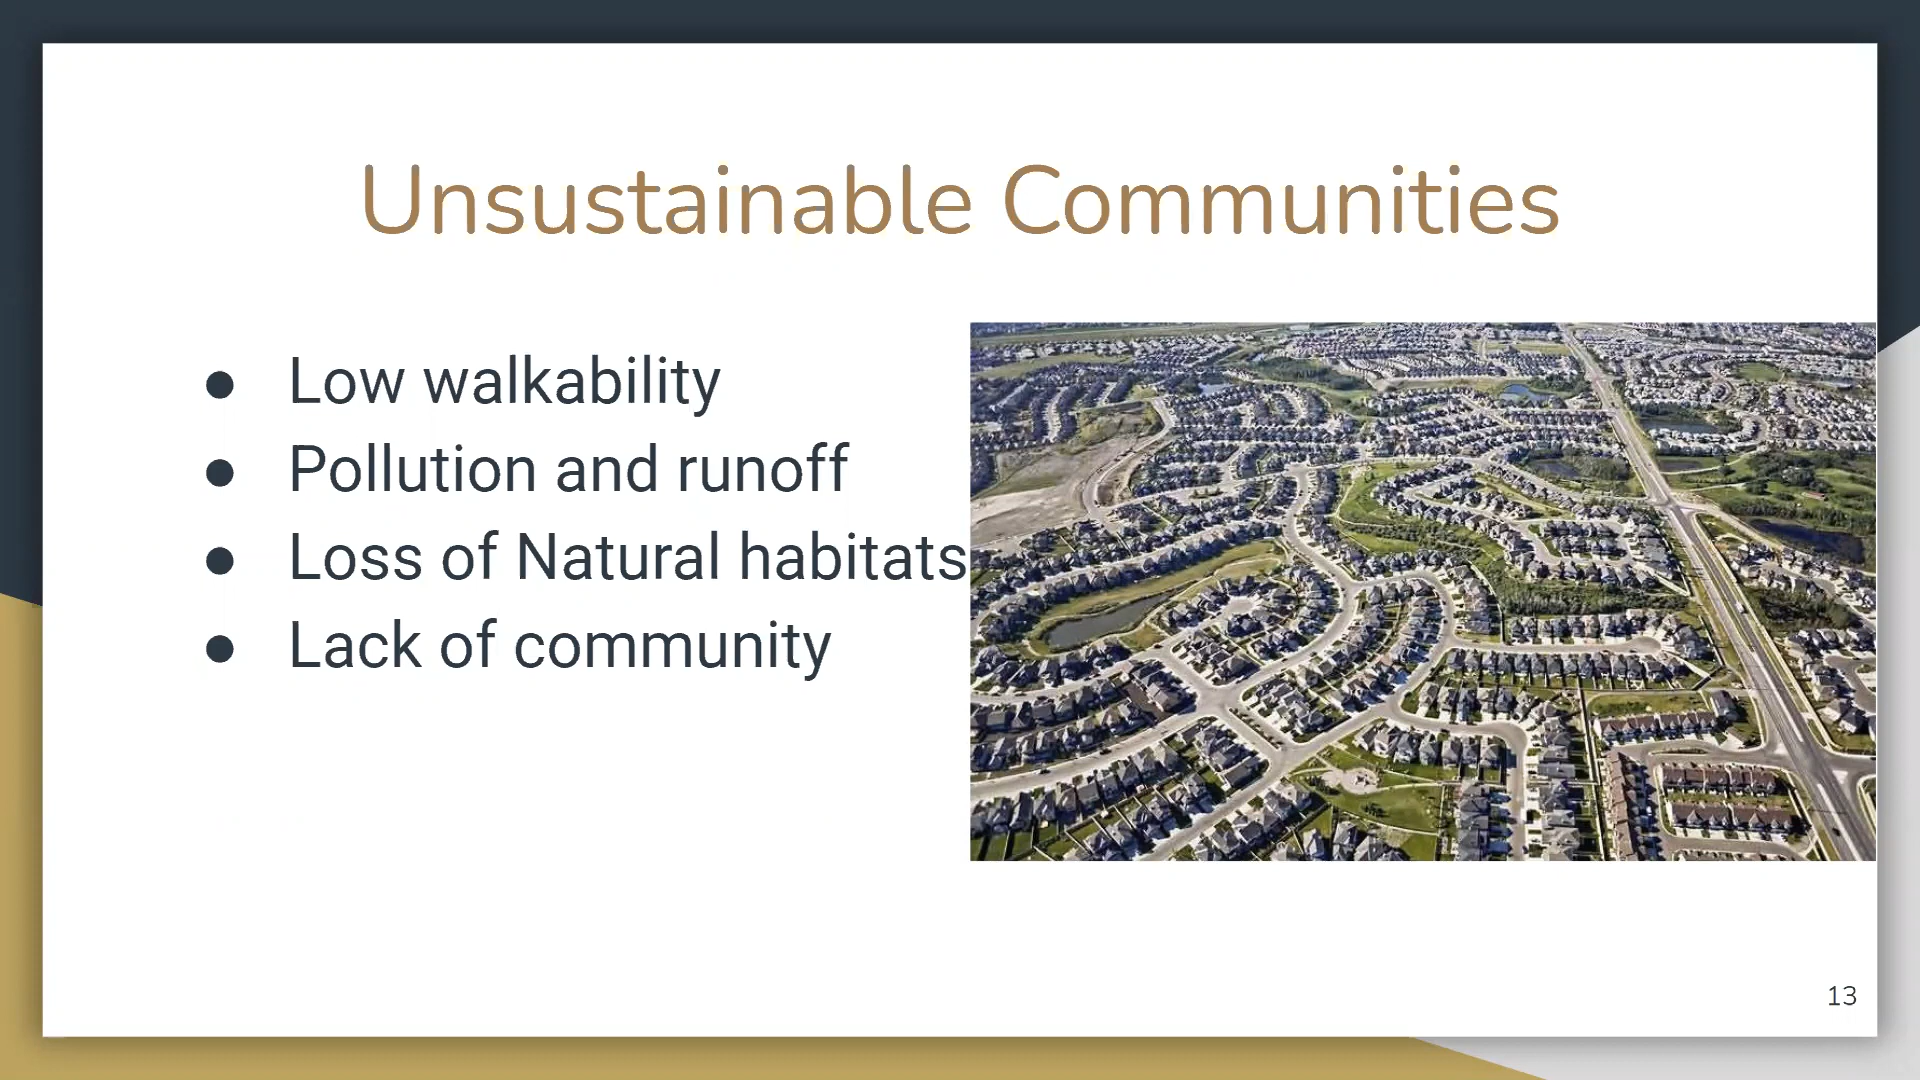 Unsustainable Communities
● Low walkability
● Pollution and runoff
● Loss of Natural habitats
● Lack of community
13